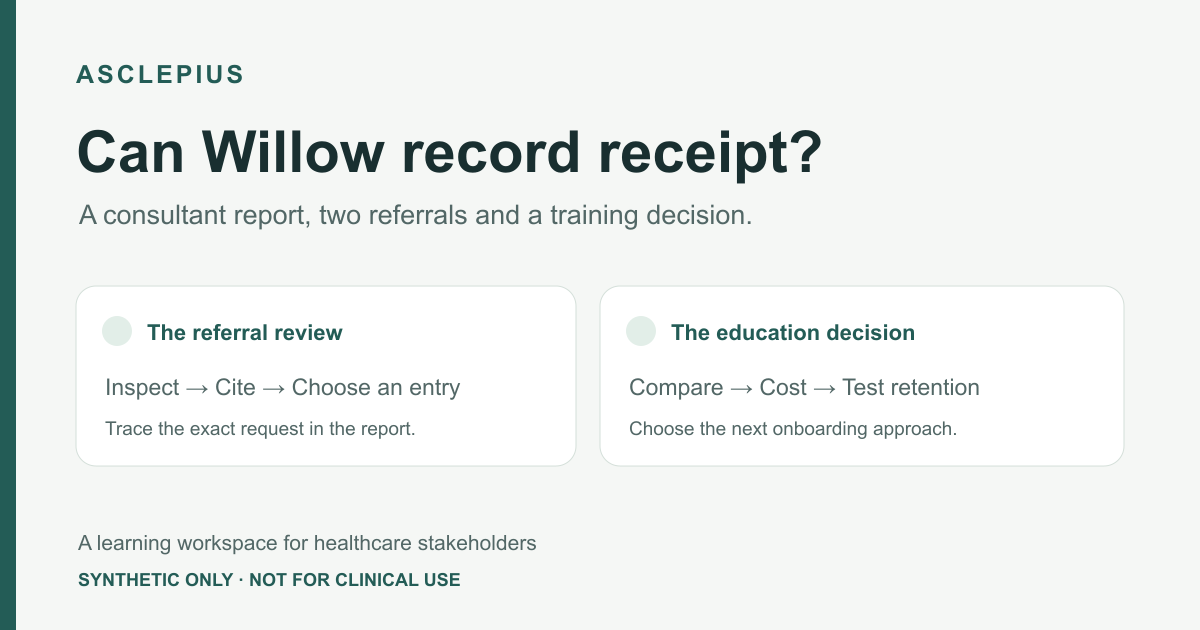 ASCLEPIUS
Can Willow record receipt?
A consultant report, two referrals and a training decision.
The referral review
Inspect → Cite → Choose an entry
Trace the exact request in the report.
The education decision
Compare → Cost → Test retention
Choose the next onboarding approach.
A learning workspace for healthcare stakeholders
SYNTHETIC ONLY · NOT FOR CLINICAL USE